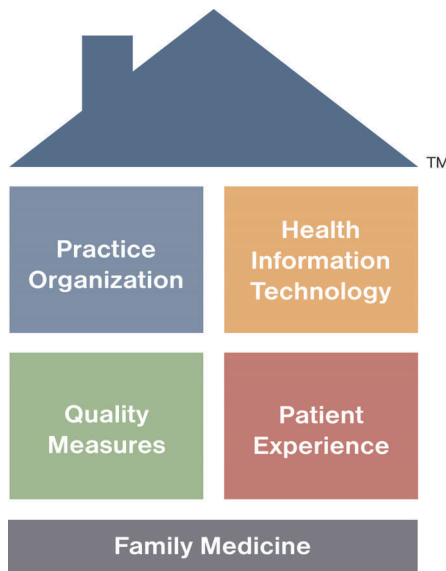 TM
Practice
Organization
Health
Information
Technology
Quality
Measures
Patient
Experience
Family Medicine